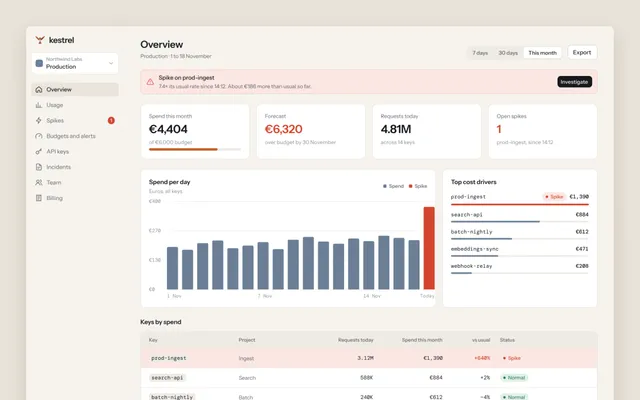 kestrel
Northwind Labs
Production
Overview
Usage
Spikes
1
Budgets and alerts
API keys
Incidents
Team
Billing
Overview
Production · 1 to 18 November
7 days
30 days
This month
Export
Spike on prod-ingest
7.4× its usual rate since 14:12. About €188 more than usual so far.
Investigate
Spend this month
€4,404
of €6,000 budget
Forecast
€6,320
over budget by 30 November
Requests today
4.81M
across 14 keys
Open spikes
1
prod-ingest, since 14:12
Spend per day
Euros, all keys
Spend
Spike
€400
€270
€130
€0
1 Nov
7 Nov
14 Nov
Today
Top cost drivers
prod-ingest
Spike
€1,390
search-api
€884
batch-nightly
€612
embeddings-sync
€471
webhook-relay
€208
Keys by spend
Key Project Requests today Spend this month vs usual Status
prod-ingest Ingest 3.12M €1,390 +640% Spike
search-api Search 588K €884 +2% Normal
batch-nightly Batch 240K €612 -4% Normal